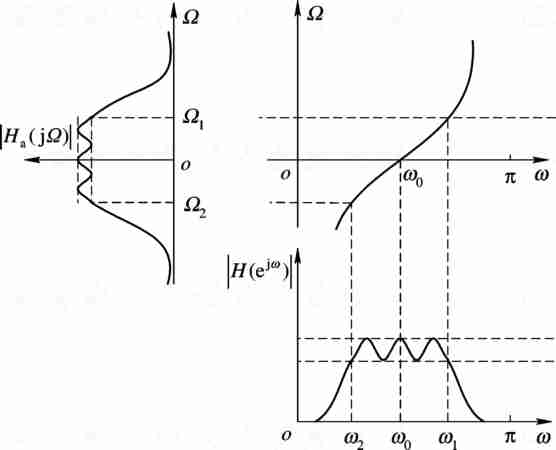 Ω Ω
Ω₁
|Hₐ(jΩ)|
o o ω₀ π ω
Ω₂
|H(e^{jω})|
o ω₂ ω₀ ω₁ π ω